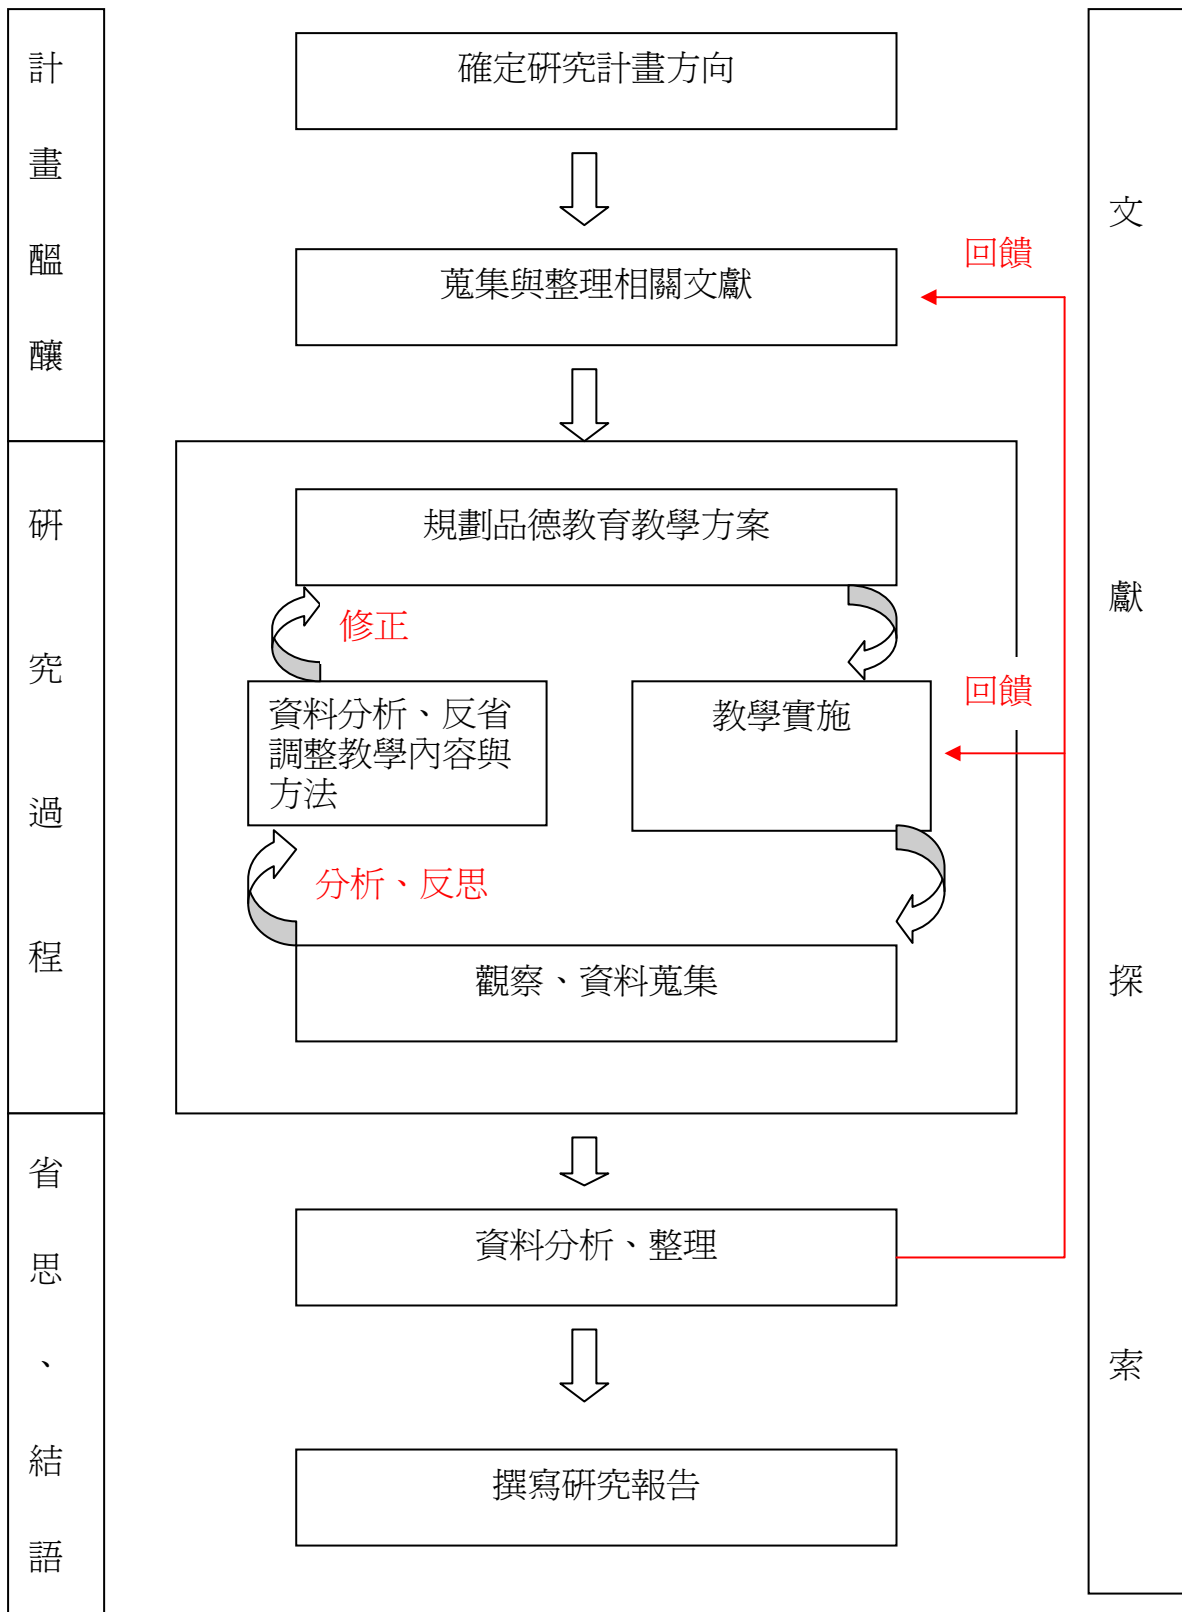 計畫醞釀
確定研究計畫方向
蒐集與整理相關文獻
回饋
研究過程
規劃品德教育教學方案
修正
資料分析、反省
調整教學內容與
方法
教學實施
回饋
分析、反思
觀察、資料蒐集
省思、結語
資料分析、整理
撰寫研究報告
文獻探索